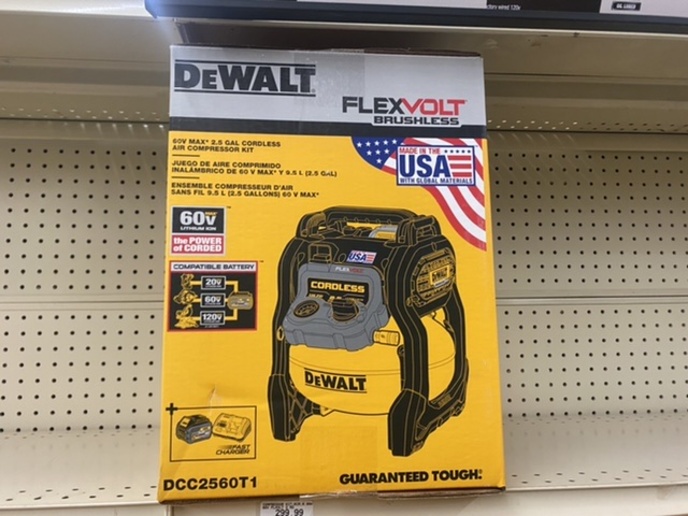 DEWALT
FLEXVOLT
BRUSHLESS
60V MAX* 2.5 GAL CORDLESS
AIR COMPRESSOR KIT
JUEGO DE AIRE COMPRIMIDO
INALÁMBRICO DE 60 V MAX* Y 9.5 L (2.5 GAL)
ENSEMBLE COMPRESSEUR D'AIR
SANS FIL 9.5 L (2.5 GALLONS) 60 V MAX*
MADE IN THE
USA
WITH GLOBAL MATERIALS
60V
LITHIUM ION
the POWER
of CORDED
COMPATIBLE BATTERY
20V
60V
120V
USA
FLEXVOLT
CORDLESS
DEWALT
DEWALT
+
FAST
CHARGER
DCC2560T1
GUARANTEED TOUGH.
299.99